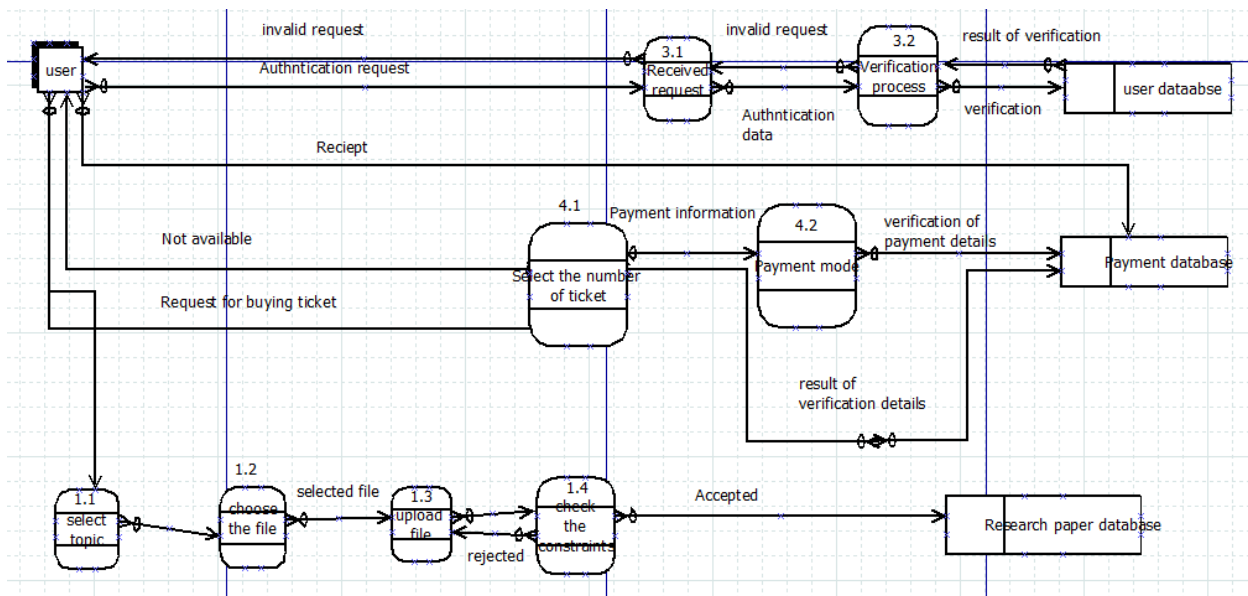 invalid request
invalid request
3.2
result of verification
3.1
user
Authntication request
Received
request
Verification
process
user dataabse
Authntication
data
verification
Reciept
4.1
Payment information
4.2
verification of
payment details
Not available
Select the number
of ticket
Payment mode
Payment database
Request for buying ticket
result of
verification details
1.1
select
topic
1.2
choose
the file
selected file
1.3
upload
file
rejected
1.4
check
the
constraints
Accepted
Research paper database